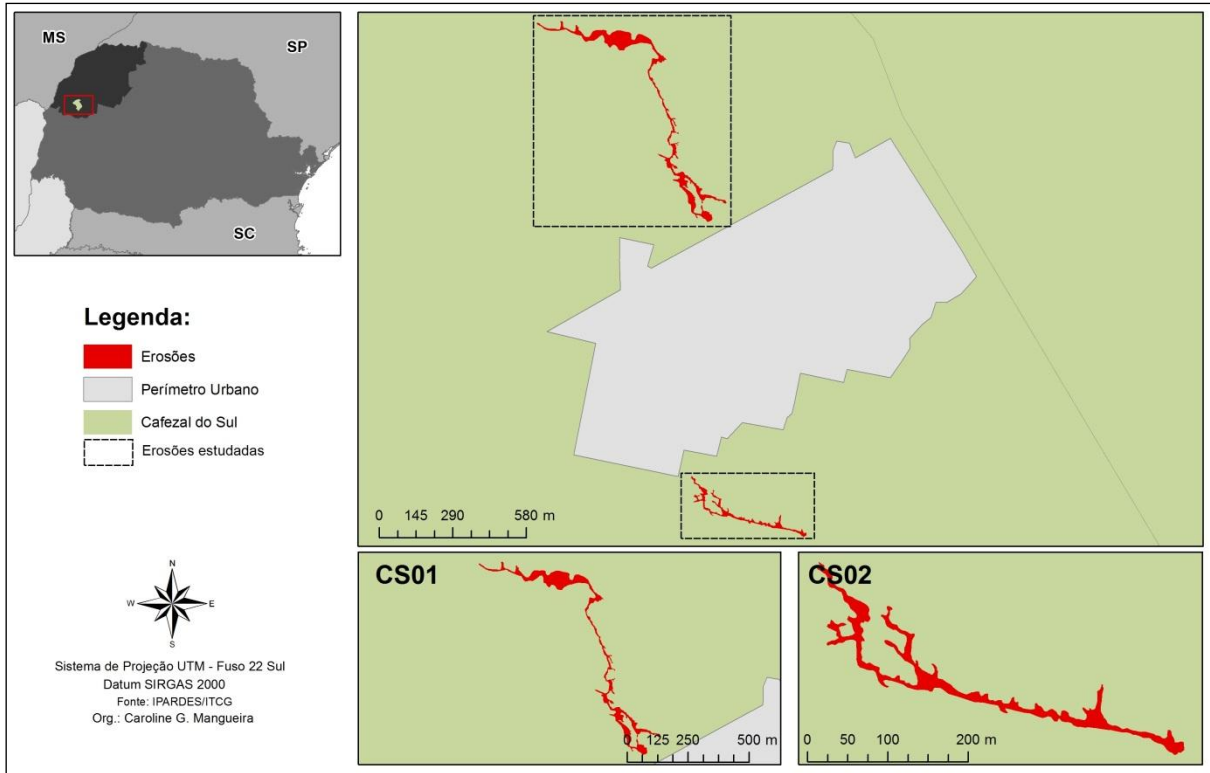 MS
SP
SC
Legenda:
Erosões
Perímetro Urbano
Cafezal do Sul
Erosões estudadas
N
W E
S
Sistema de Projeção UTM - Fuso 22 Sul
Datum SIRGAS 2000
Fonte: IPARDES/ITCG
Org.: Caroline G. Mangueira
0 145 290 580 m
CS01
0 125 250 500 m
CS02
0 50 100 200 m